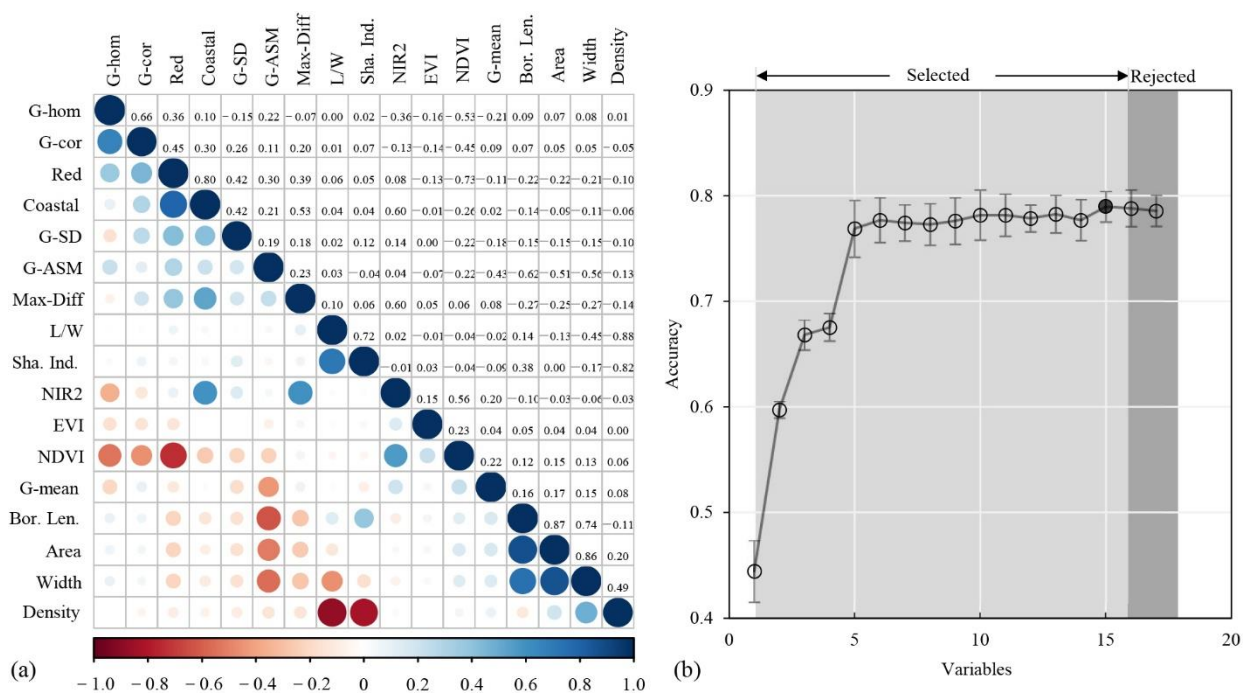 G-hom G-cor Red Coastal G-SD G-ASM Max-Diff L/W Sha. Ind. NIR2 EVI NDVI G-mean Bor. Len. Area Width Density
G-hom 0.66 0.36 0.10 −0.15 0.22 −0.07 0.00 0.02 −0.36 −0.16 −0.53 −0.21 0.09 0.07 0.08 0.01
G-cor 0.45 0.30 0.26 0.11 0.20 0.01 0.07 −0.13 −0.14 −0.45 0.09 0.07 0.05 0.05 −0.05
Red 0.80 0.42 0.30 0.39 0.06 0.05 0.08 −0.13 −0.73 −0.11 −0.22 −0.22 −0.21 −0.10
Coastal 0.42 0.21 0.53 0.04 0.04 0.60 −0.01 −0.26 −0.02 −0.14 −0.09 −0.11 −0.06
G-SD 0.19 0.18 0.02 0.12 0.14 0.00 −0.22 −0.18 −0.15 −0.15 −0.15 −0.10
G-ASM 0.23 0.03 −0.04 0.04 −0.07 −0.22 −0.43 −0.62 −0.51 −0.56 −0.13
Max-Diff 0.10 0.06 0.60 0.05 0.06 0.08 −0.27 −0.25 −0.27 −0.14
L/W 0.72 0.02 −0.01 −0.04 −0.02 0.14 −0.13 −0.45 −0.88
Sha. Ind. −0.01 0.03 −0.04 −0.09 0.38 0.00 −0.17 −0.82
NIR2 0.15 0.56 0.20 −0.10 −0.03 −0.06 −0.03
EVI 0.23 0.04 0.05 0.04 0.04 0.00
NDVI 0.22 0.12 0.15 0.13 0.06
G-mean 0.16 0.17 0.15 0.08
Bor. Len. 0.87 0.74 −0.11
Area 0.86 0.20
Width 0.49
Density
−1.0 −0.8 −0.6 −0.4 −0.2 0 0.2 0.4 0.6 0.8 1.0
(a)
Selected Rejected
0.9
0.8
0.7
0.6
0.5
0.4
Accuracy
0 5 10 15 20
Variables
(b)